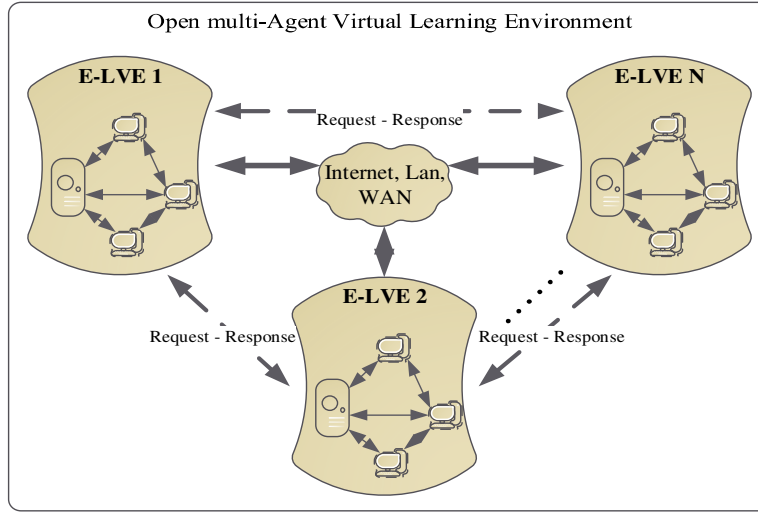 Open multi-Agent Virtual Learning Environment
E-LVE 1
E-LVE N
Request - Response
Internet, Lan,
WAN
E-LVE 2
Request - Response
Request - Response